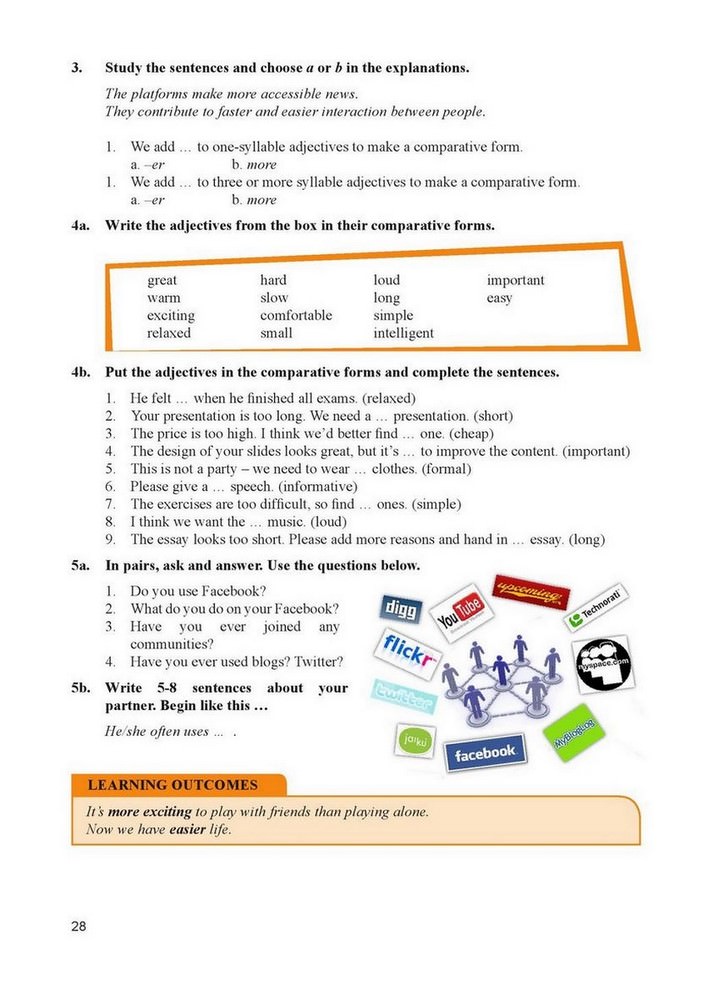 3. Study the sentences and choose a or b in the explanations.
The platforms make more accessible news.
They contribute to faster and easier interaction between people.
1. We add … to one-syllable adjectives to make a comparative form.
a. –er b. more
1. We add … to three or more syllable adjectives to make a comparative form.
a. –er b. more
4a. Write the adjectives from the box in their comparative forms.
great hard loud important
warm slow long easy
exciting comfortable simple
relaxed small intelligent
4b. Put the adjectives in the comparative forms and complete the sentences.
1. He felt … when he finished all exams. (relaxed)
2. Your presentation is too long. We need a … presentation. (short)
3. The price is too high. I think we’d better find … one. (cheap)
4. The design of your slides looks great, but it’s … to improve the content. (important)
5. This is not a party – we need to wear … clothes. (formal)
6. Please give a … speech. (informative)
7. The exercises are too difficult, so find … ones. (simple)
8. I think we want the … music. (loud)
9. The essay looks too short. Please add more reasons and hand in … essay. (long)
5a. In pairs, ask and answer. Use the questions below.
1. Do you use Facebook?
2. What do you do on your Facebook?
3. Have you ever joined any
communities?
4. Have you ever used blogs? Twitter?
5b. Write 5-8 sentences about your
partner. Begin like this …
He/she often uses … .
upcoming
digg
YouTube
Technorati
flickr
myspace.com
twitter
jaiku
facebook
MyBlogLog
LEARNING OUTCOMES
It’s more exciting to play with friends than playing alone.
Now we have easier life.
28